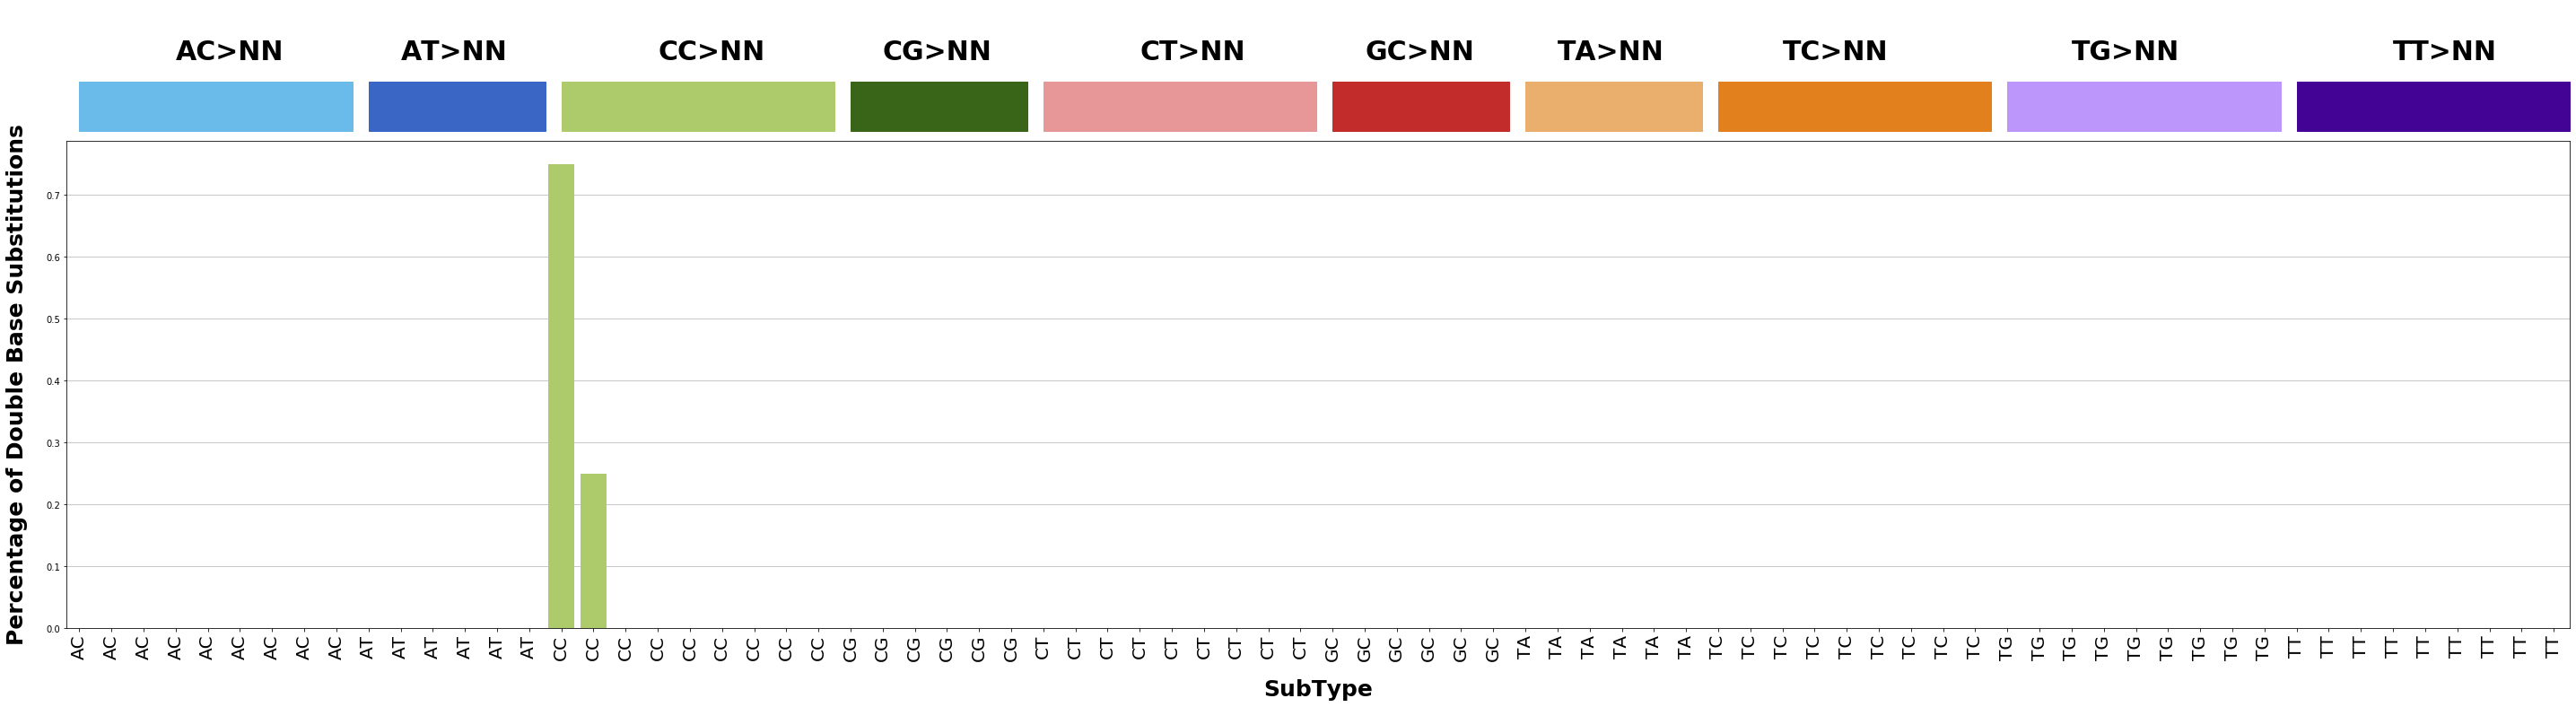 AC>NN AT>NN CC>NN CG>NN CT>NN GC>NN TA>NN TC>NN TG>NN TT>NN
Percentage of Double Base Substitutions
0.7
0.6
0.5
0.4
0.3
0.2
0.1
0.0
AC AC AC AC AC AC AC AC AC AT AT AT AT AT AT CC CC CC CC CC CC CC CC CC CG CG CG CG CG CG CT CT CT CT CT CT CT CT CT GC GC GC GC GC GC TA TA TA TA TA TA TC TC TC TC TC TC TC TC TC TG TG TG TG TG TG TG TG TG TT TT TT TT TT TT TT TT TT
SubType